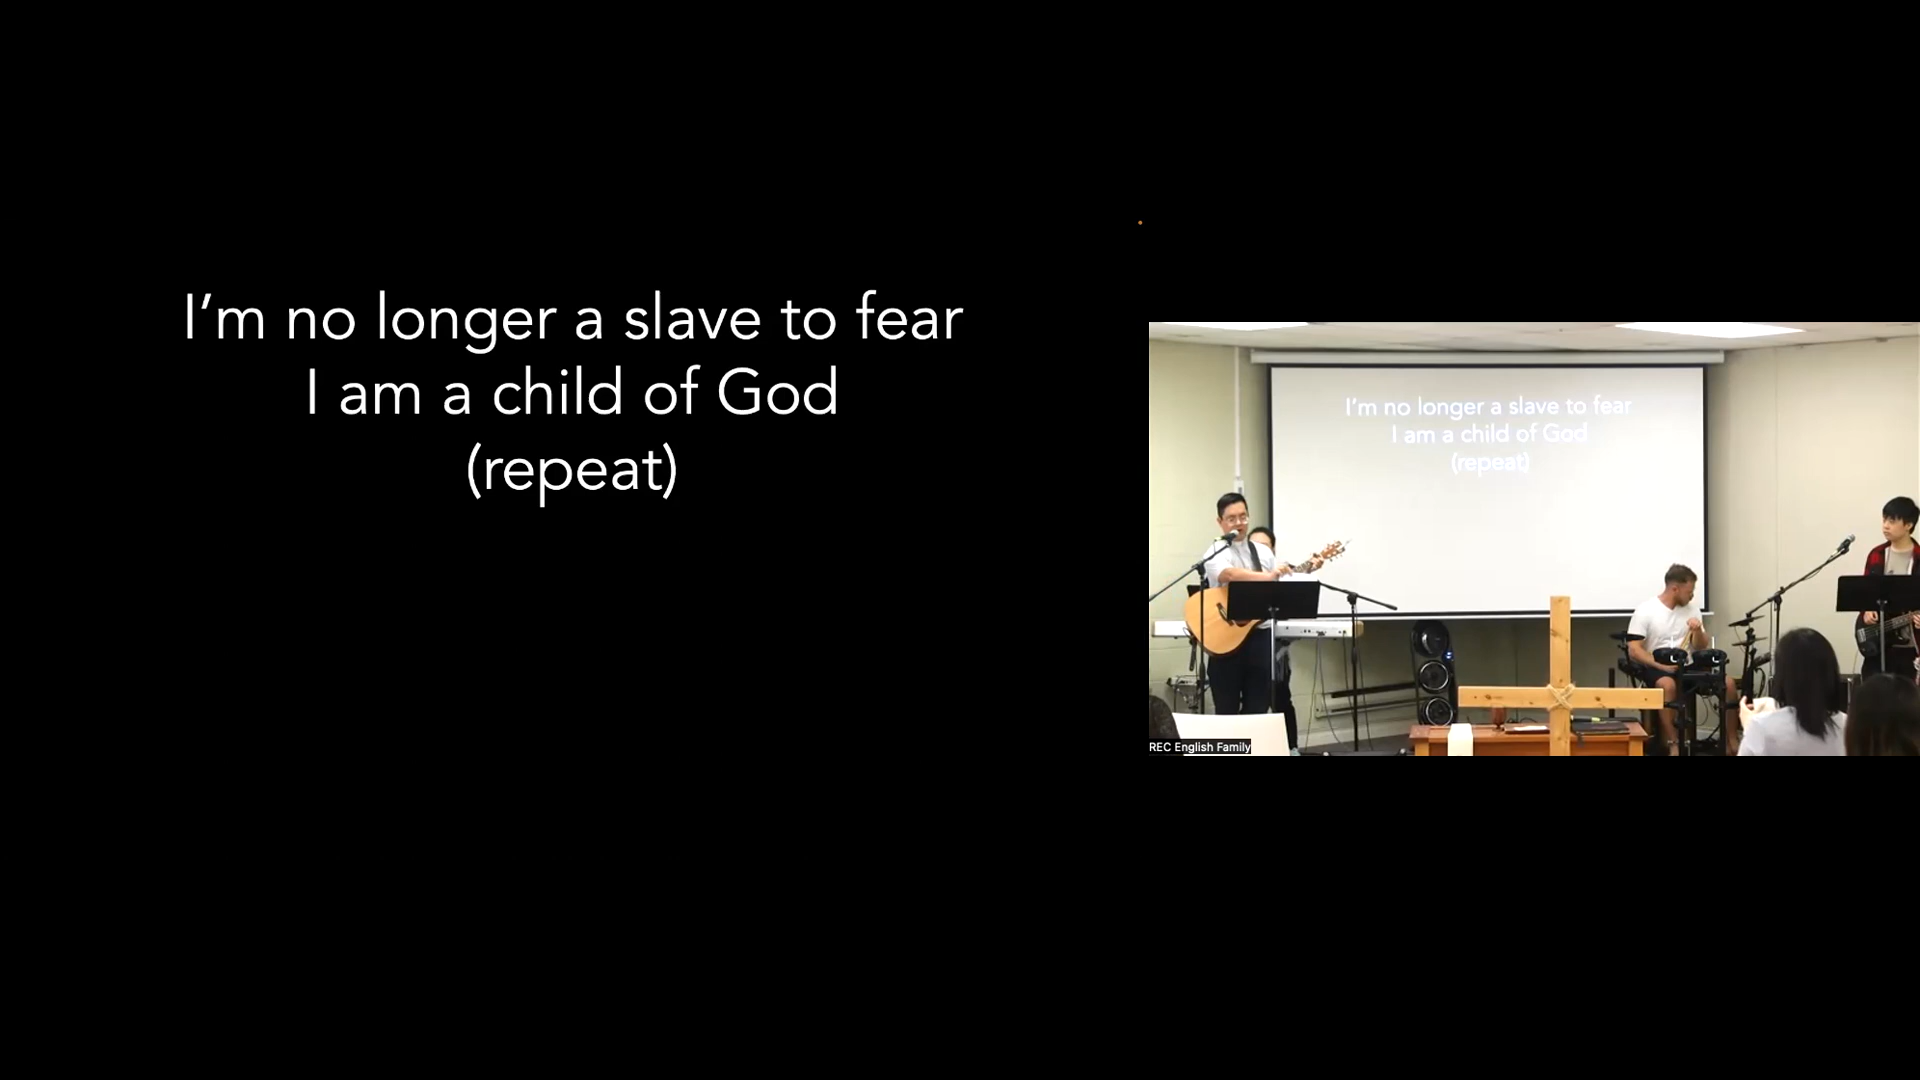 I’m no longer a slave to fear
I am a child of God
(repeat)
I’m no longer a slave to fear
I am a child of God
(repeat)
REC English Family